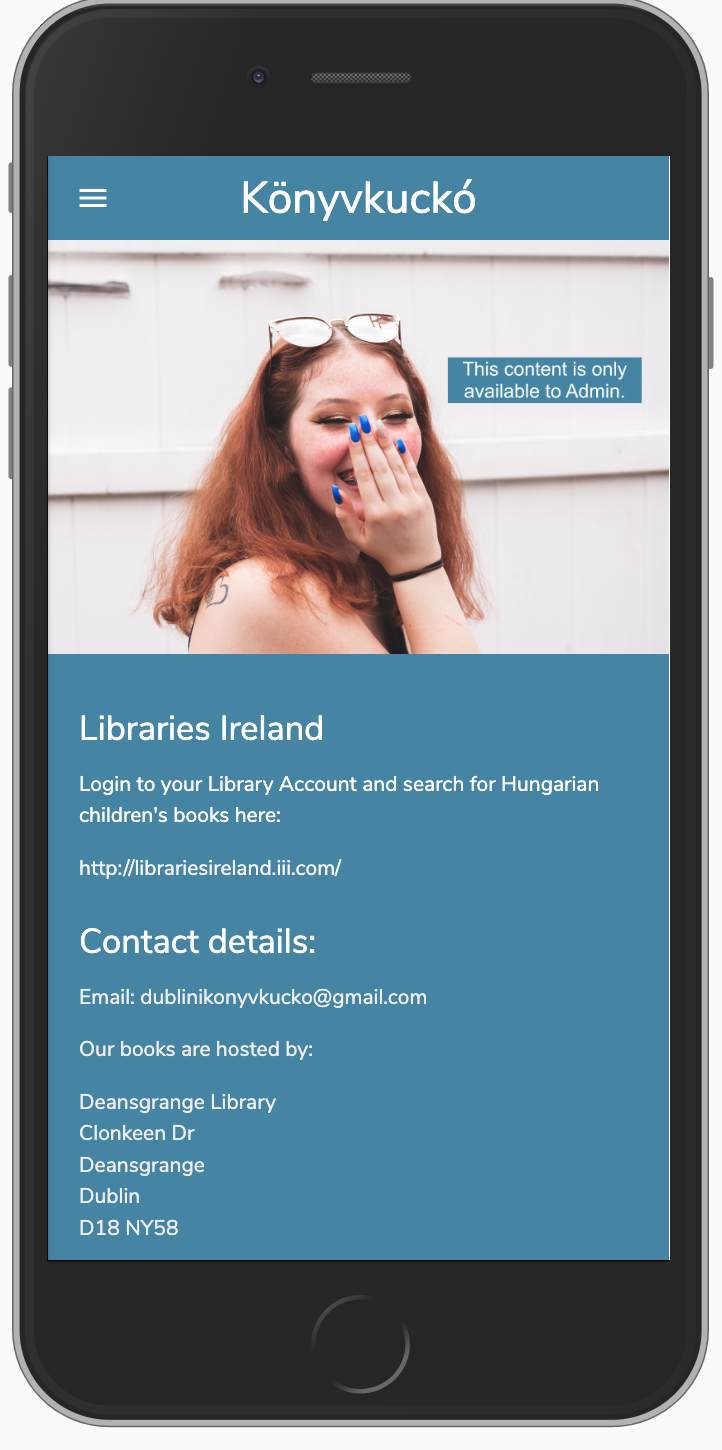 Könyvkuckó
This content is only
available to Admin.
Libraries Ireland
Login to your Library Account and search for Hungarian
children's books here:
http://librariesireland.iii.com/
Contact details:
Email: dublinikonyvkucko@gmail.com
Our books are hosted by:
Deansgrange Library
Clonkeen Dr
Deansgrange
Dublin
D18 NY58